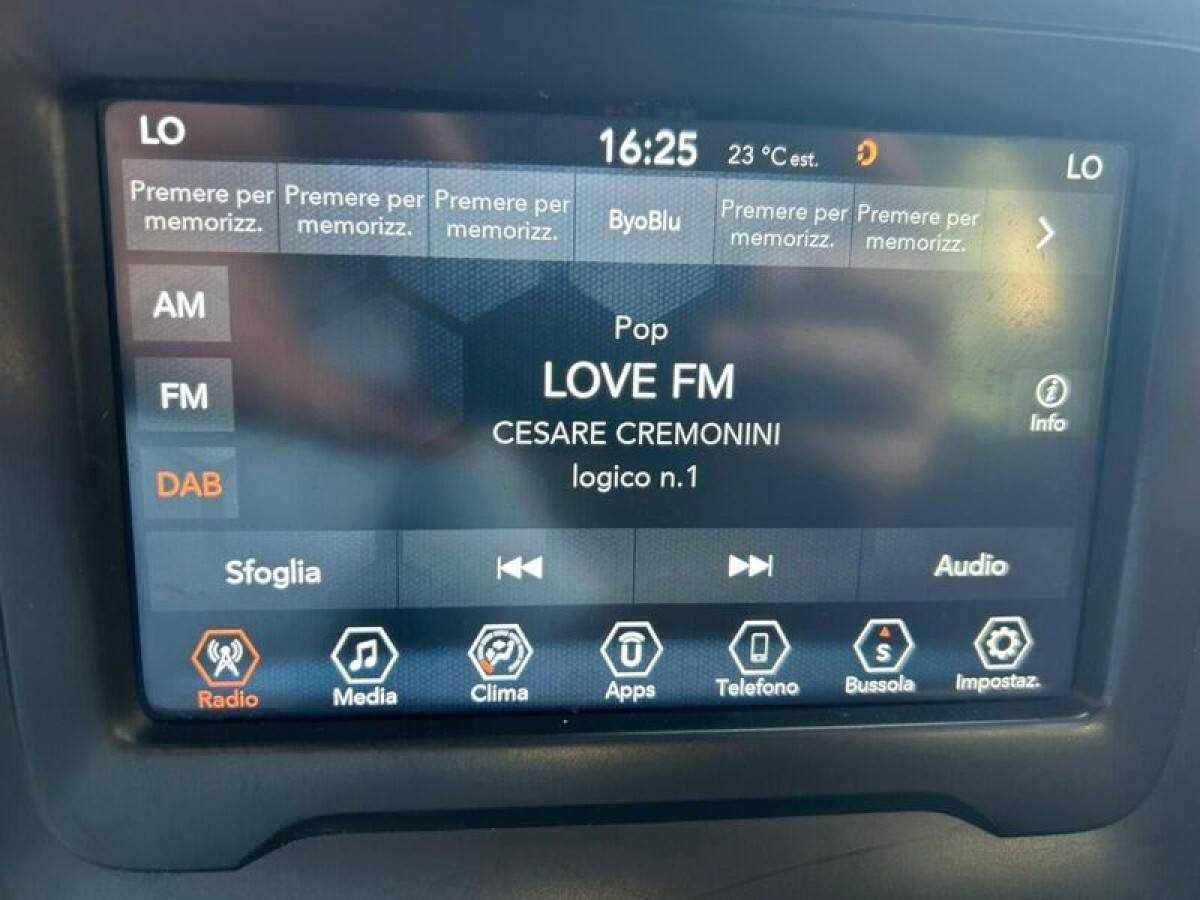 LO 16:25 23 °C est. LO
Premere per memorizz.
Premere per memorizz.
Premere per memorizz.
ByoBlu
Premere per memorizz.
Premere per memorizz.
AM
FM
DAB
Pop
LOVE FM
CESARE CREMONINI
logico n.1
Info
Sfoglia
Audio
Radio
Media
Clima
Apps
Telefono
S
Bussola
Impostaz.